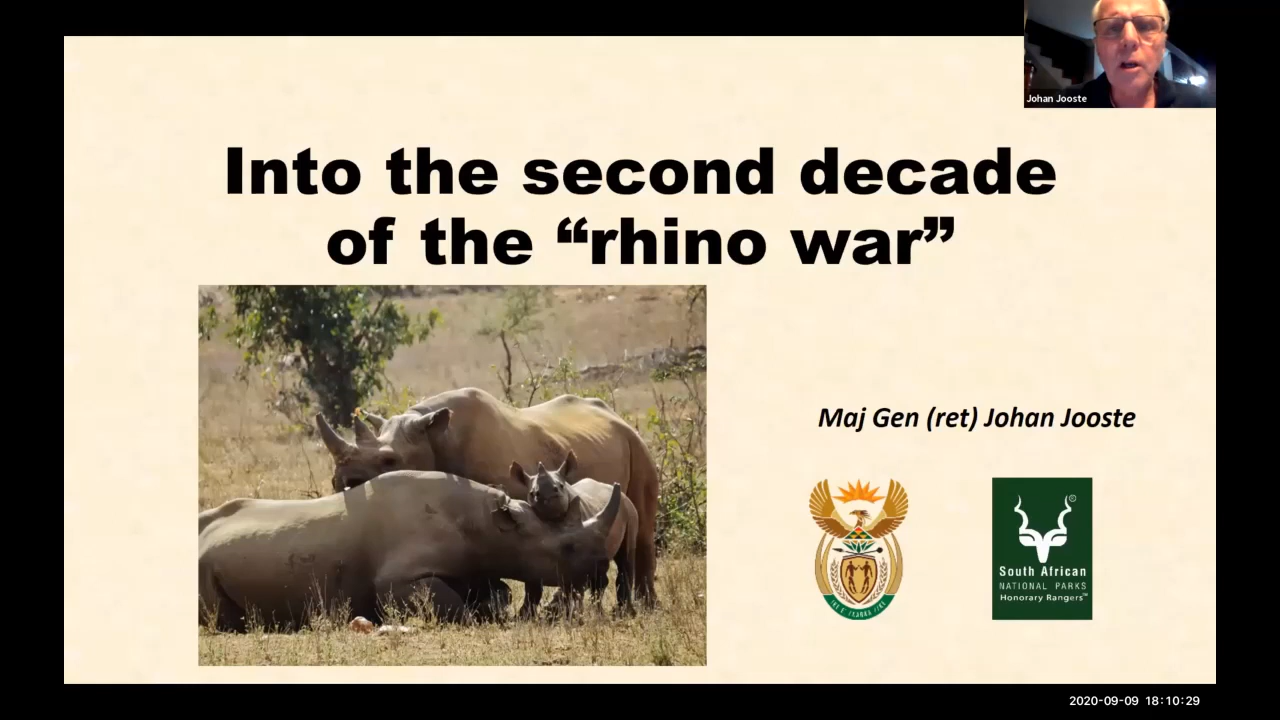 Johan Jooste
Into the second decade
of the “rhino war”
Maj Gen (ret) Johan Jooste
South African
NATIONAL PARKS
Honorary Rangers™
®
2020-09-09 18:10:29